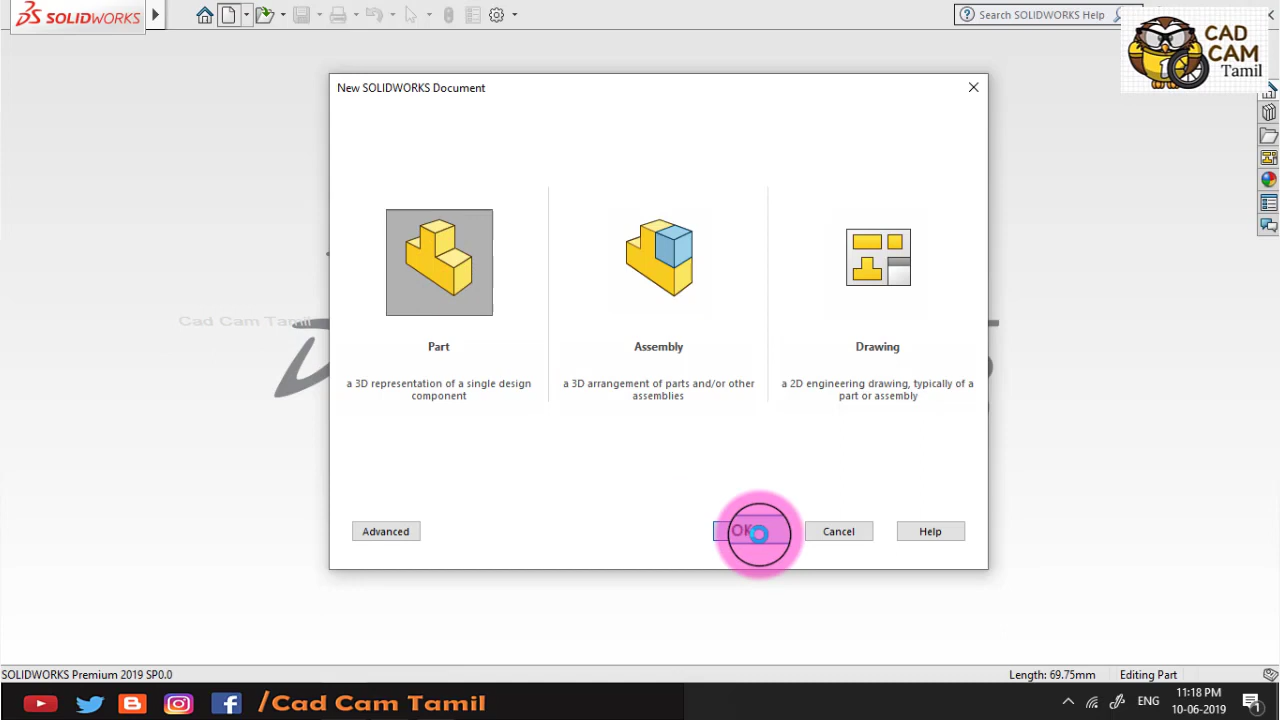 SOLIDWORKS
Search SOLIDWORKS Help
CAD
CAM
Tamil
New SOLIDWORKS Document
Cad Cam Tamil
Part
Assembly
Drawing
a 3D representation of a single design
component
a 3D arrangement of parts and/or other
assemblies
a 2D engineering drawing, typically of a
part or assembly
Advanced
OK
Cancel
Help
SOLIDWORKS Premium 2019 SP0.0
Length: 69.75mm
Editing Part
/Cad Cam Tamil
ENG
11:18 PM
10-06-2019
1